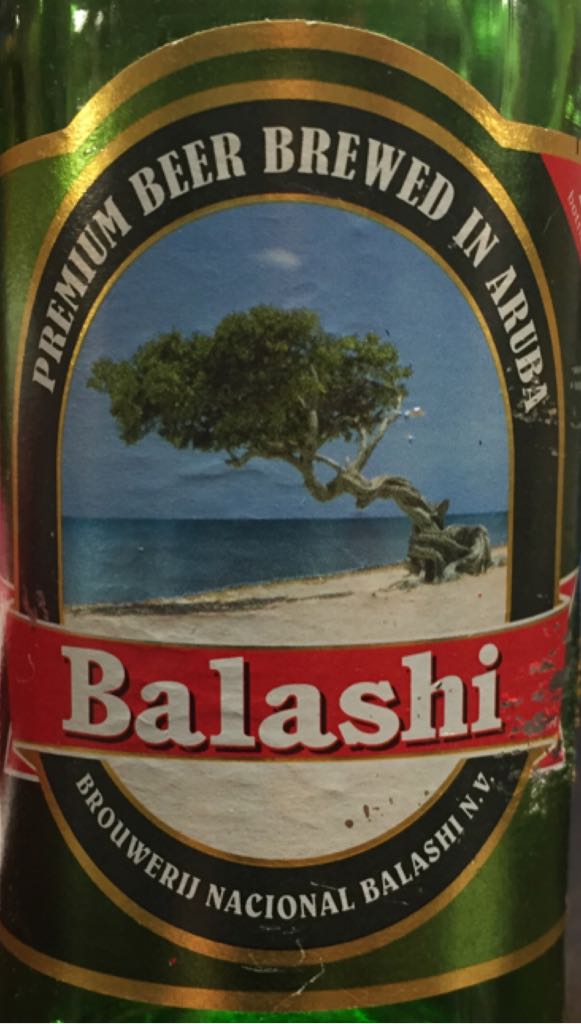 PREMIUM BEER BREWED IN ARUBA
Balashi
BROUWERIJ NACIONAL BALASHI N.V.